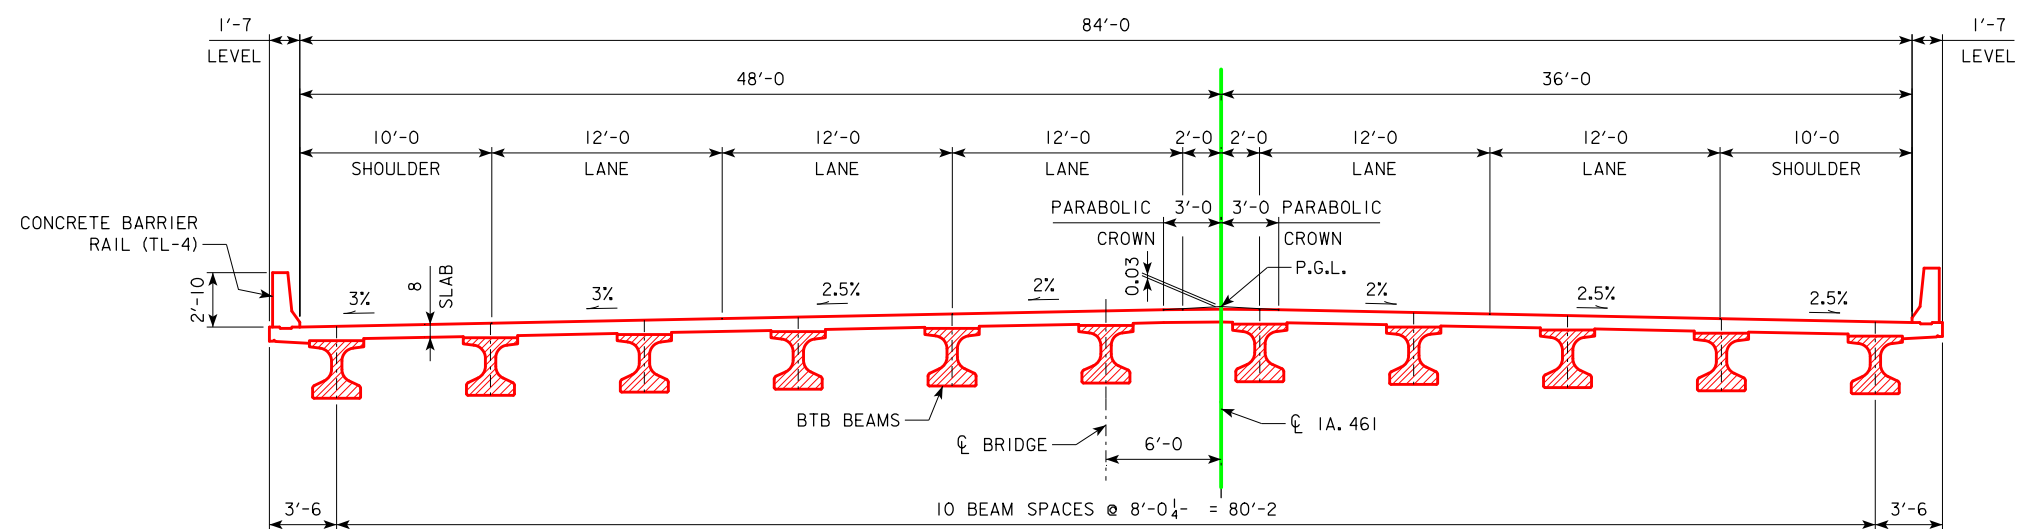 1'-7
84'-0
1'-7
LEVEL
LEVEL
48'-0
36'-0
10'-0
12'-0
12'-0
12'-0
2'-0
2'-0
12'-0
12'-0
10'-0
SHOULDER
LANE
LANE
LANE
LANE
LANE
SHOULDER
PARABOLIC
3'-0
3'-0
PARABOLIC
CROWN
CROWN
CONCRETE BARRIER
RAIL (TL-4)
2'-10
3%
8
SLAB
3%
2.5%
2%
0.03
P.G.L.
2%
2.5%
2.5%
BTB BEAMS
℄ BRIDGE
6'-0
℄ IA. 461
3'-6
10 BEAM SPACES @ 8'-0 1/4- = 80'-2
3'-6